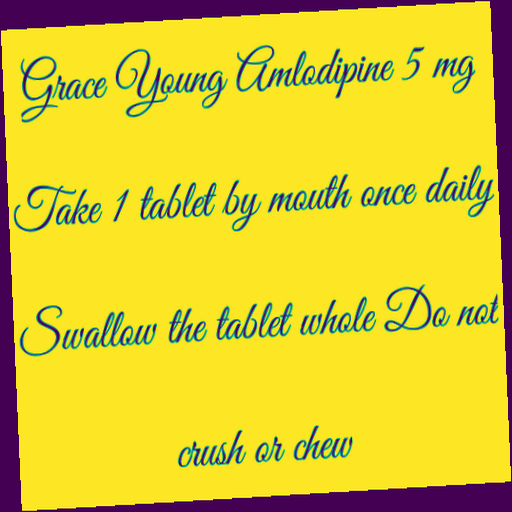 Grace Young Amlodipine 5 mg
Take 1 tablet by mouth once daily
Swallow the tablet whole Do not
crush or chew